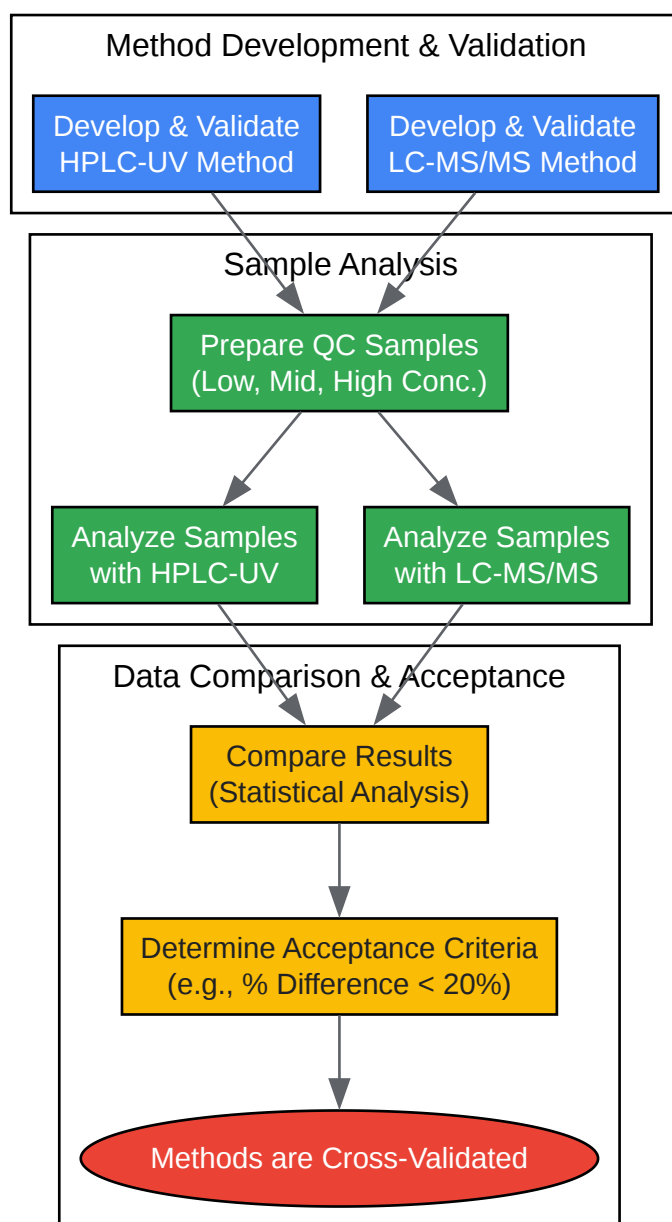 Method Development & Validation
Develop & Validate
HPLC-UV Method
Develop & Validate
LC-MS/MS Method
Sample Analysis
Prepare QC Samples
(Low, Mid, High Conc.)
Analyze Samples
with HPLC-UV
Analyze Samples
with LC-MS/MS
Data Comparison & Acceptance
Compare Results
(Statistical Analysis)
Determine Acceptance Criteria
(e.g., % Difference < 20%)
Methods are Cross-Validated